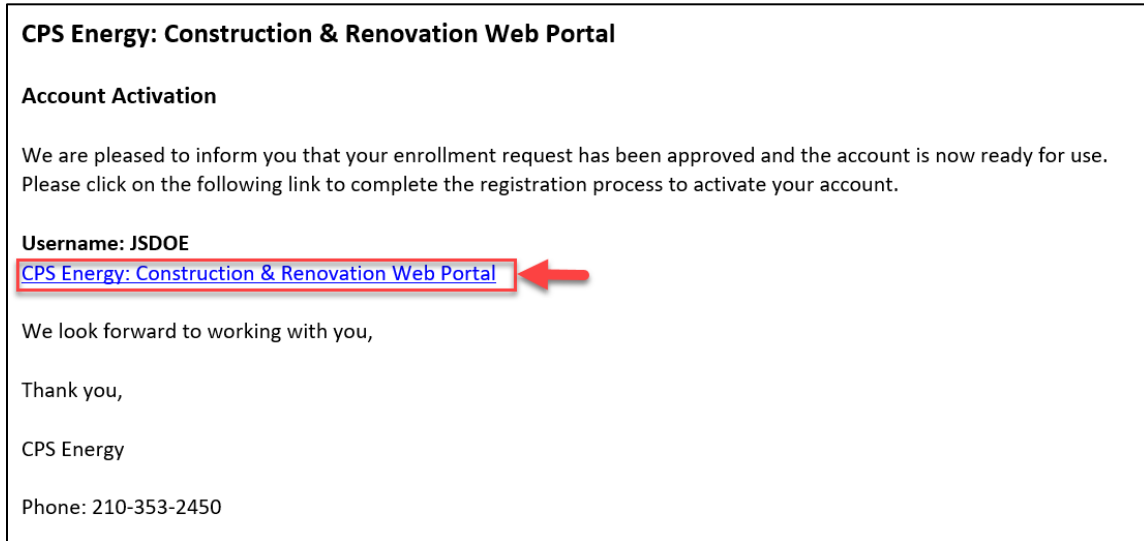 CPS Energy: Construction & Renovation Web Portal
Account Activation
We are pleased to inform you that your enrollment request has been approved and the account is now ready for use.
Please click on the following link to complete the registration process to activate your account.
Username: JSDOE
CPS Energy: Construction & Renovation Web Portal
We look forward to working with you,
Thank you,
CPS Energy
Phone: 210-353-2450